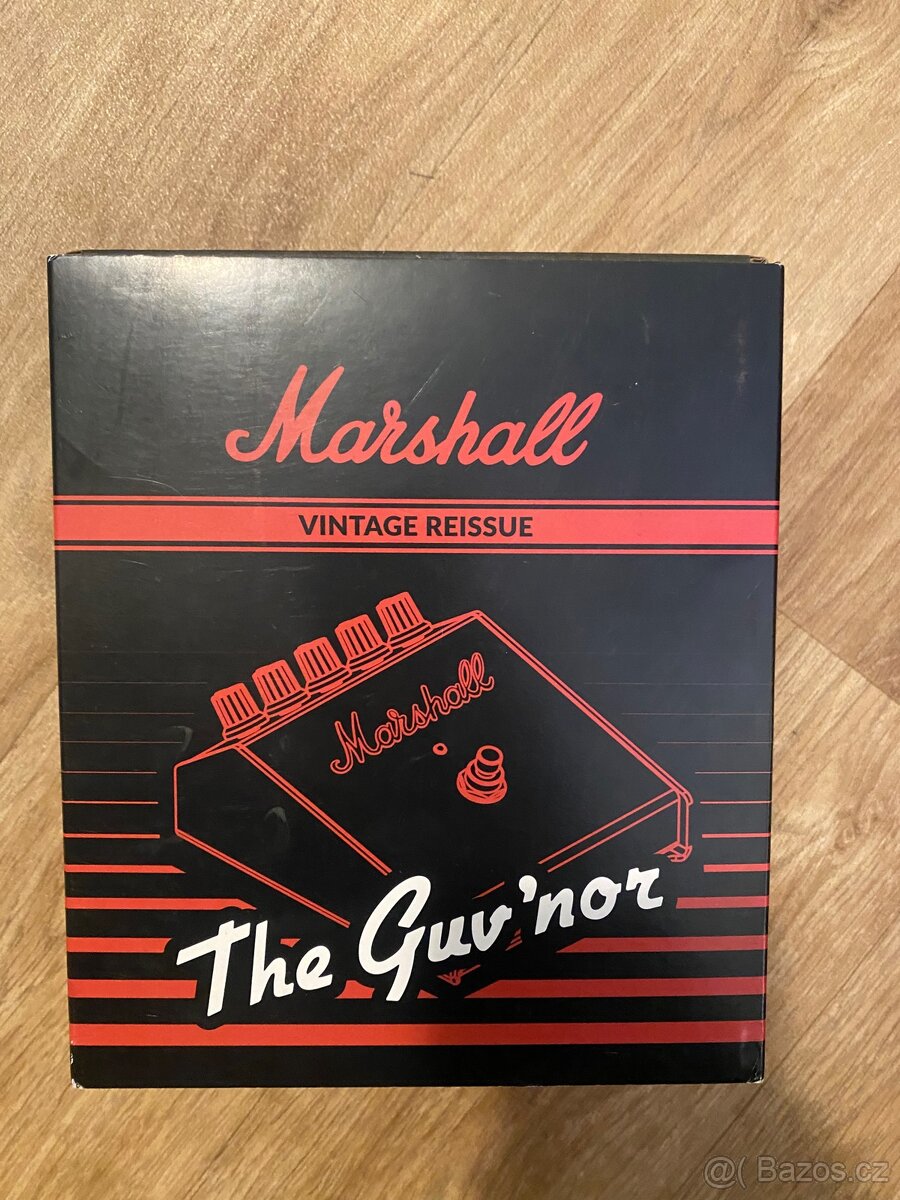 Marshall
VINTAGE REISSUE
Marshall
The Guv'nor
@( Bazos.cz